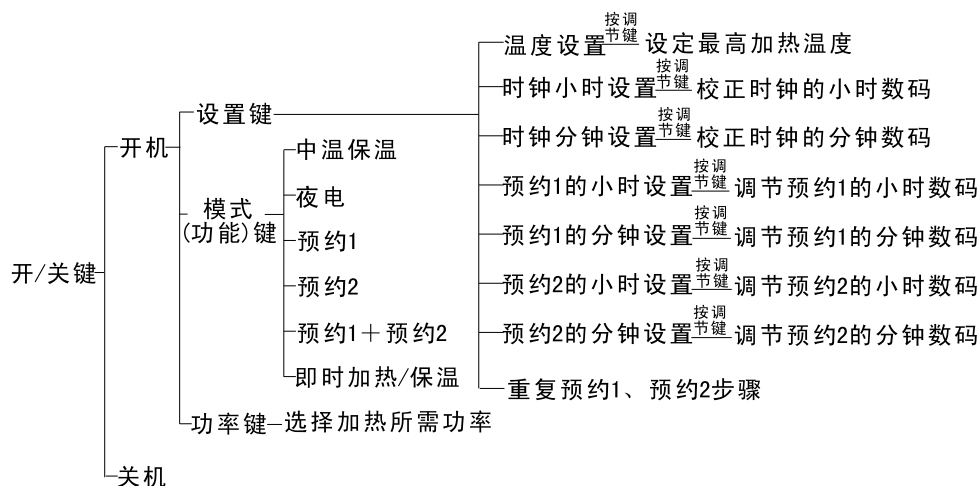 按调
节键
温度设置
设定最高加热温度
按调
节键
时钟小时设置
校正时钟的小时数码
设置键
按调
节键
时钟分钟设置
校正时钟的分钟数码
开机
中温保温
按调
节键
预约1的小时设置
调节预约1的小时数码
夜电
模式
(功能)键
按调
节键
预约1的分钟设置
调节预约1的分钟数码
预约1
开/关键
按调
节键
预约2的小时设置
调节预约2的小时数码
预约2
按调
节键
预约2的分钟设置
调节预约2的分钟数码
预约1+预约2
即时加热/保温
重复预约1、预约2步骤
功率键
选择加热所需功率
关机